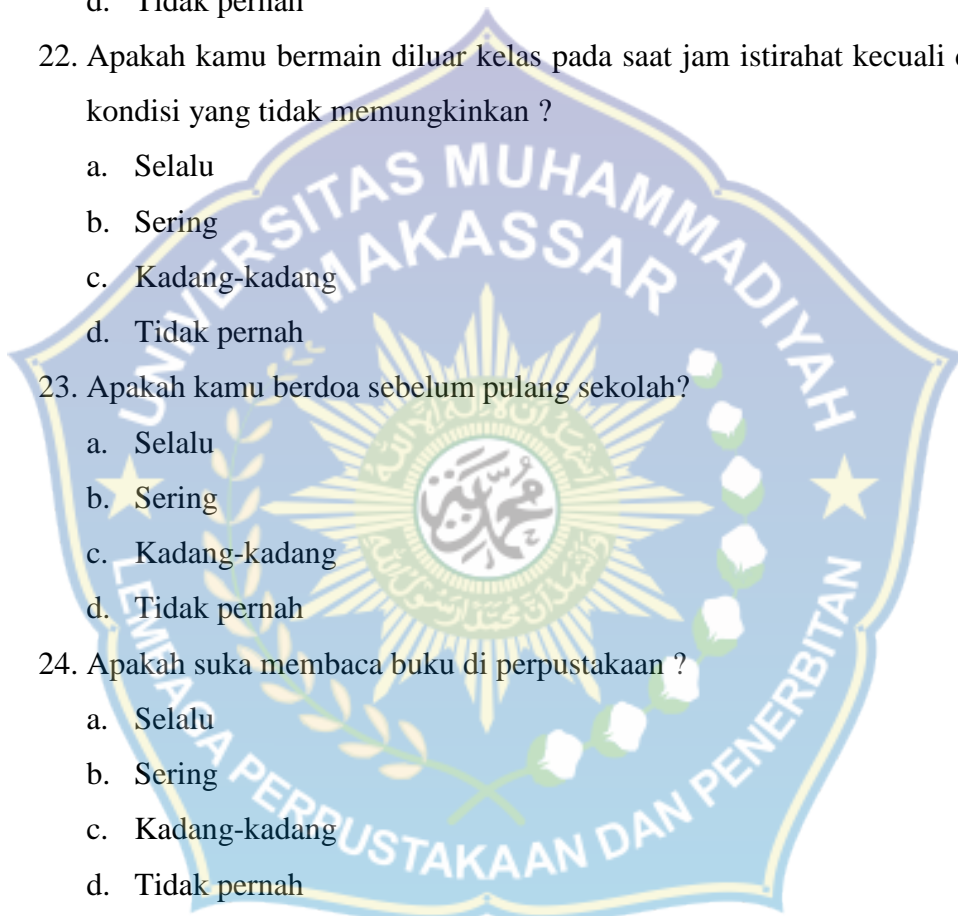 d. Tidak pernah
22. Apakah kamu bermain diluar kelas pada saat jam istirahat kecuali
kondisi yang tidak memungkinkan ?
a. Selalu
b. Sering
c. Kadang-kadang
d. Tidak pernah
23. Apakah kamu berdoa sebelum pulang sekolah?
a. Selalu
b. Sering
c. Kadang-kadang
d. Tidak pernah
24. Apakah suka membaca buku di perpustakaan ?
a. Selalu
b. Sering
c. Kadang-kadang
d. Tidak pernah
UNIVERSITAS MUHAMMADIYAH
MAKASSAR
LEMBAGA PERPUSTAKAAN DAN PENERBITAN